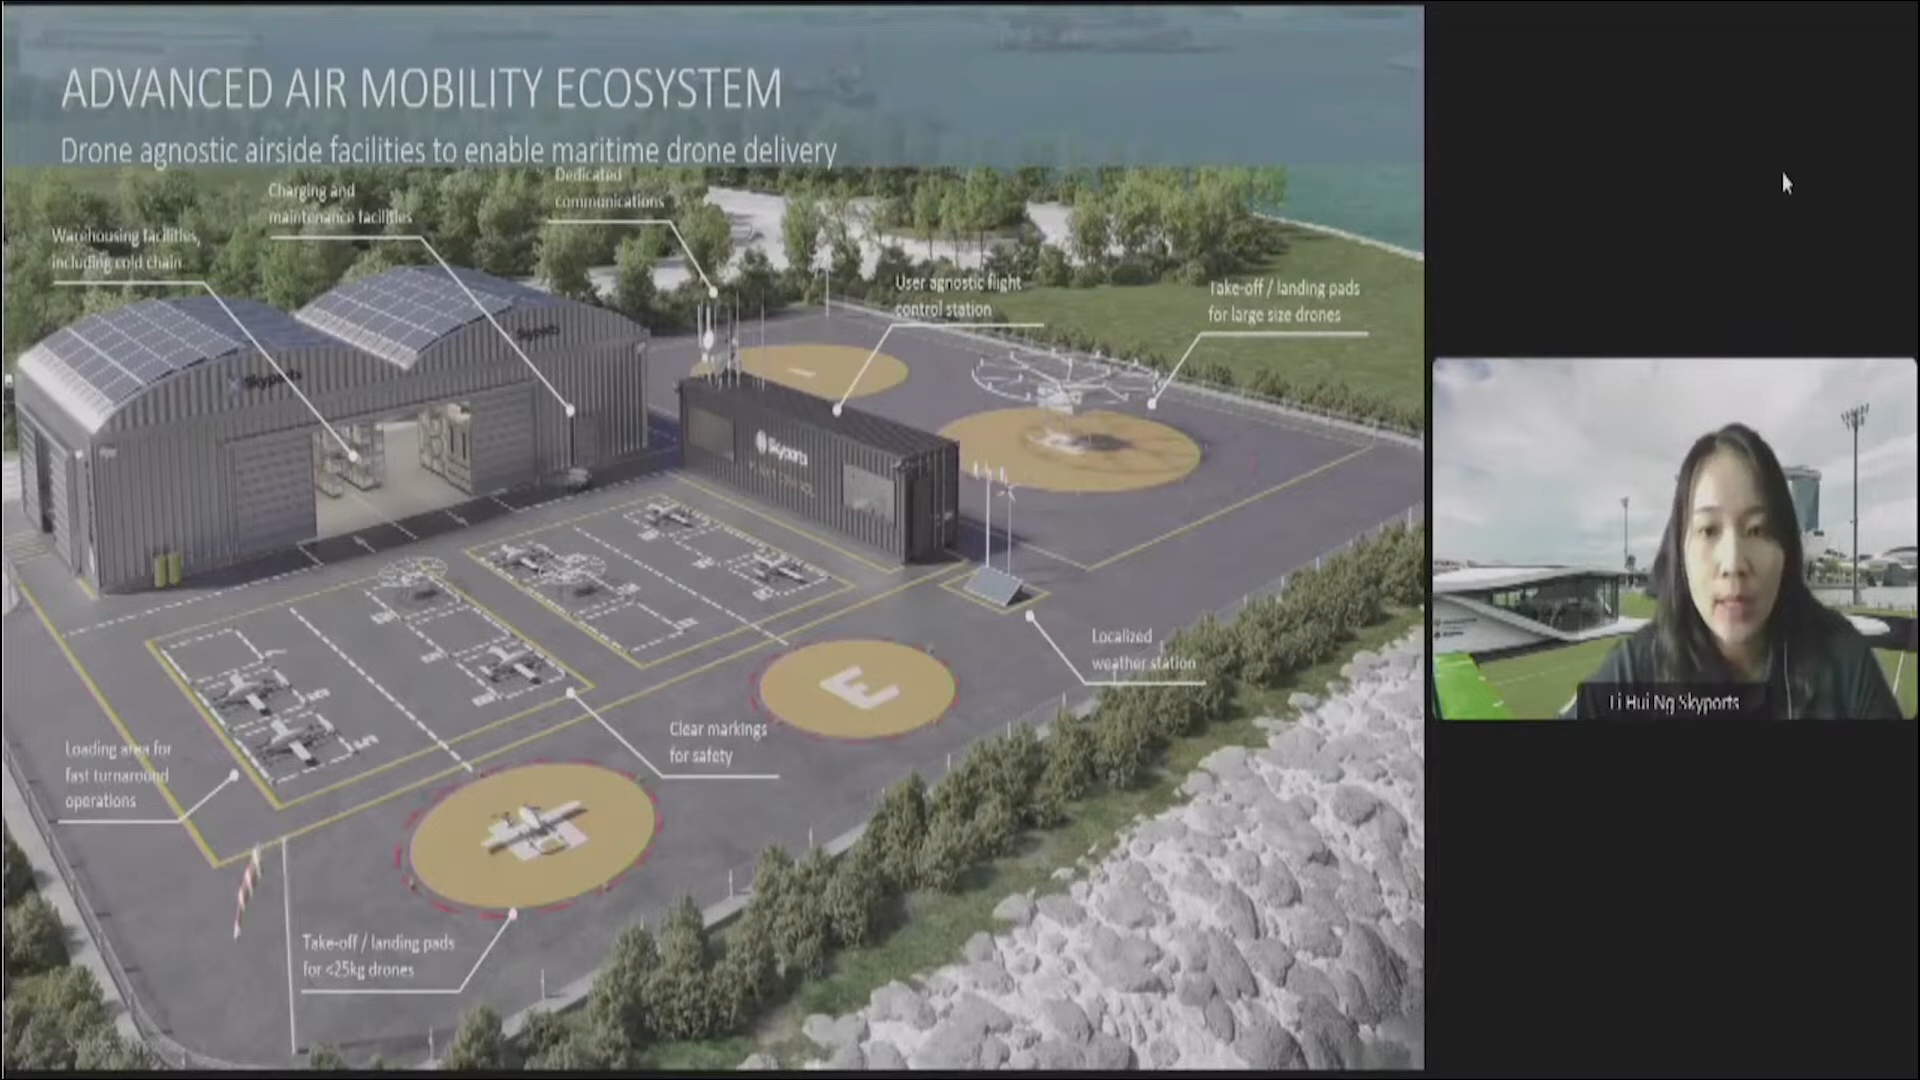 ADVANCED AIR MOBILITY ECOSYSTEM
Drone agnostic airside facilities to enable maritime drone delivery
Dedicated
communications
Charging and
maintenance facilities
Warehousing facilities,
including cold chain
User agnostic flight
control station
Take-off / landing pads
for large size drones
Skyports
Skyports
Skyports
E
Localized
weather station
Clear markings
for safety
Loading area for
fast turnaround
operations
Take-off / landing pads
for <25kg drones
Li Hui Ng Skyports